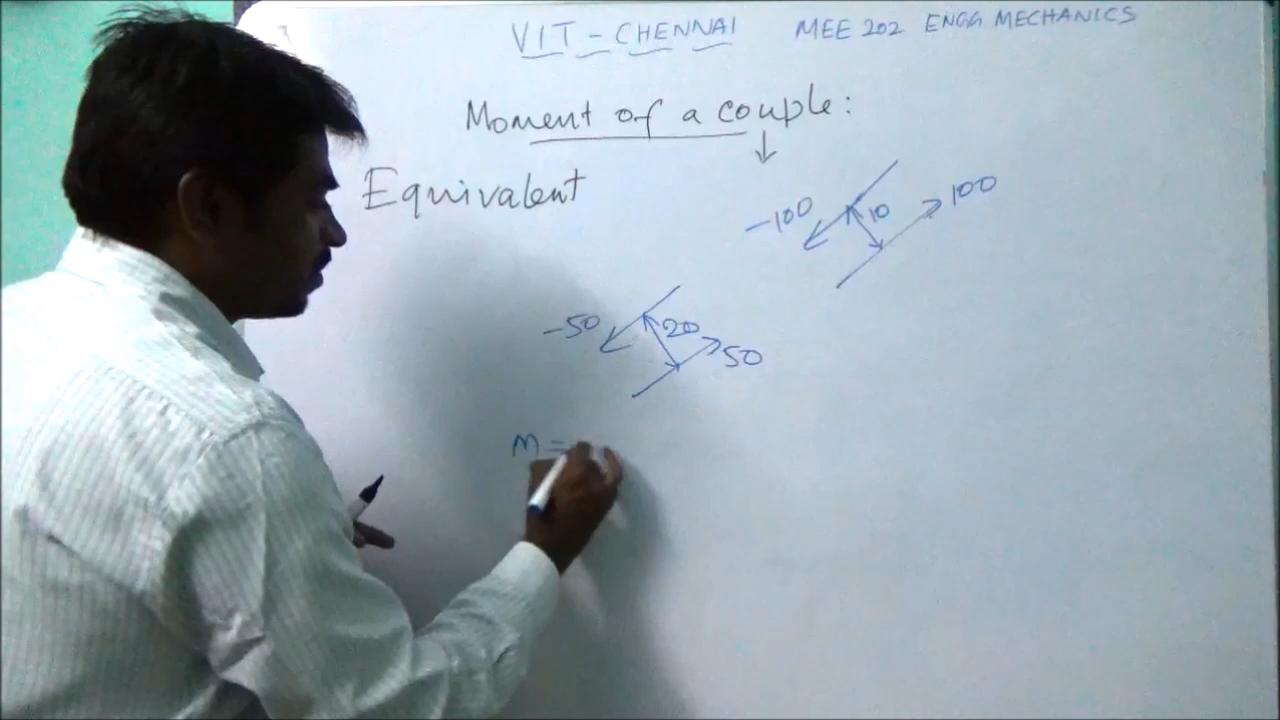 VIT - CHENNAI MEE 202 ENGG MECHANICS
Moment of a couple:
Equivalent
-100 10 100
-50 20 50
M =